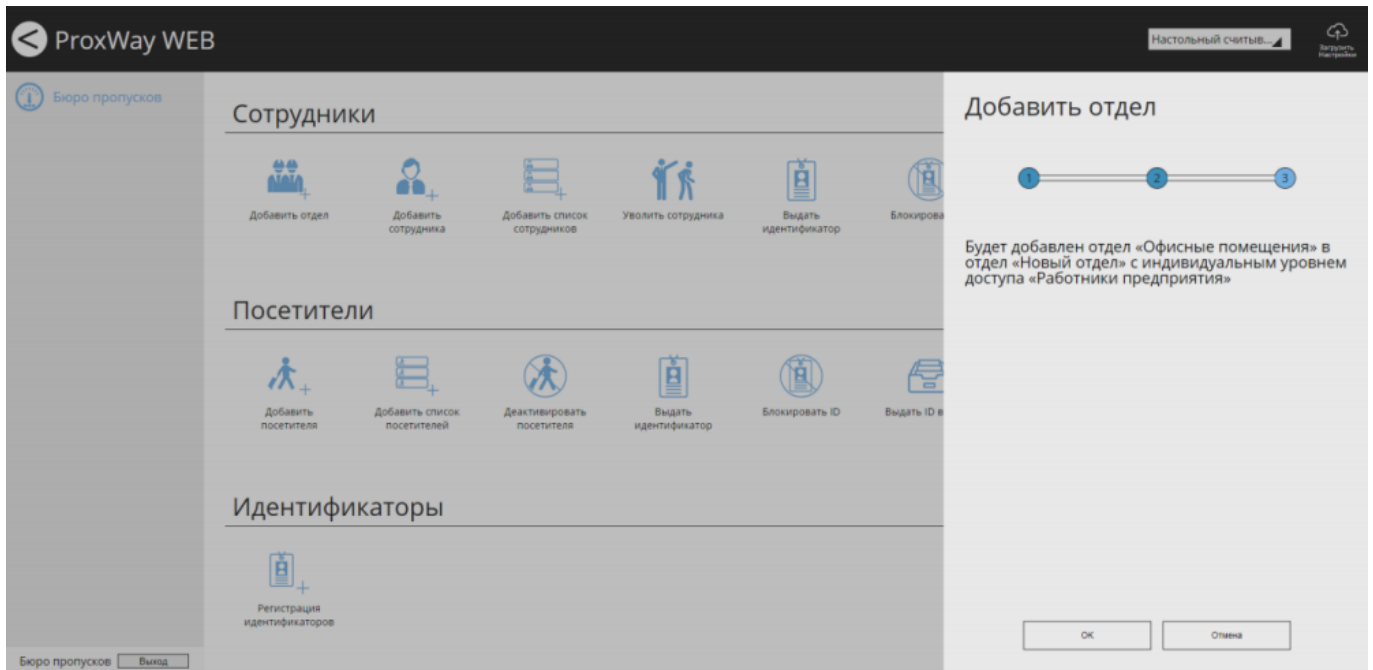 ProxWay WEB
Настольный считыв...
Загрузить
Настройки
Бюро пропусков
Сотрудники
Добавить отдел
Добавить
сотрудника
Добавить список
сотрудников
Уволить сотрудника
Выдать
идентификатор
Блокирова
Посетители
Добавить
посетителя
Добавить список
посетителей
Деактивировать
посетителя
Выдать
идентификатор
Блокировать ID
Выдать ID в
Идентификаторы
Регистрация
идентификаторов
Бюро пропусков
Выход
Добавить отдел
1
2
3
Будет добавлен отдел «Офисные помещения» в
отдел «Новый отдел» с индивидуальным уровнем
доступа «Работники предприятия»
ОК
Отмена